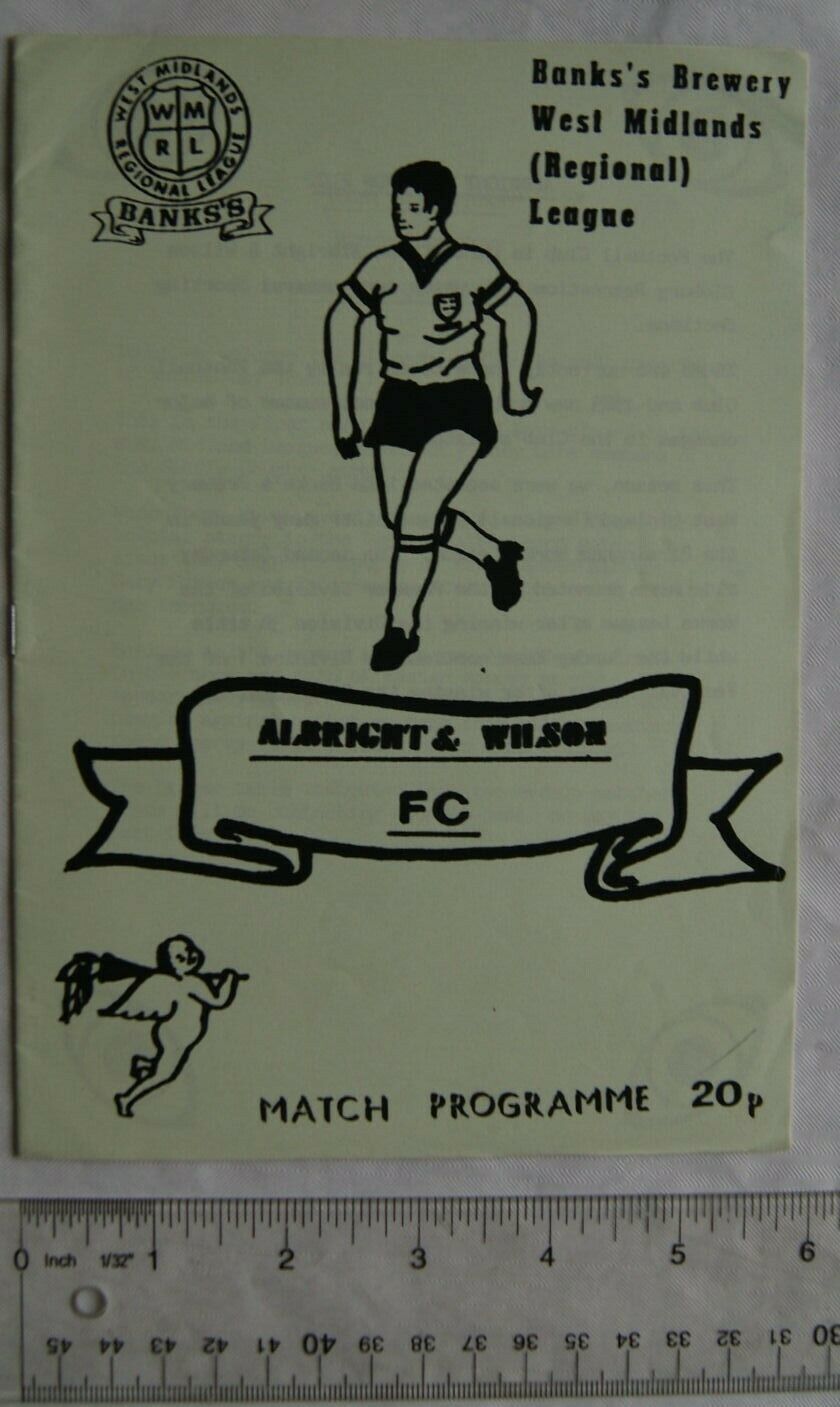 WEST MIDLANDS
REGIONAL LEAGUE
W M
R L
BANKS'S
Banks's Brewery
West Midlands
(Regional)
League
ALBRIGHT & WILSON
FC
MATCH PROGRAMME 20p
0 Inch 1/32" 1 2 3 4 5 6
45 44 43 42 41 40 39 38 37 36 35 34 33 32 31 30